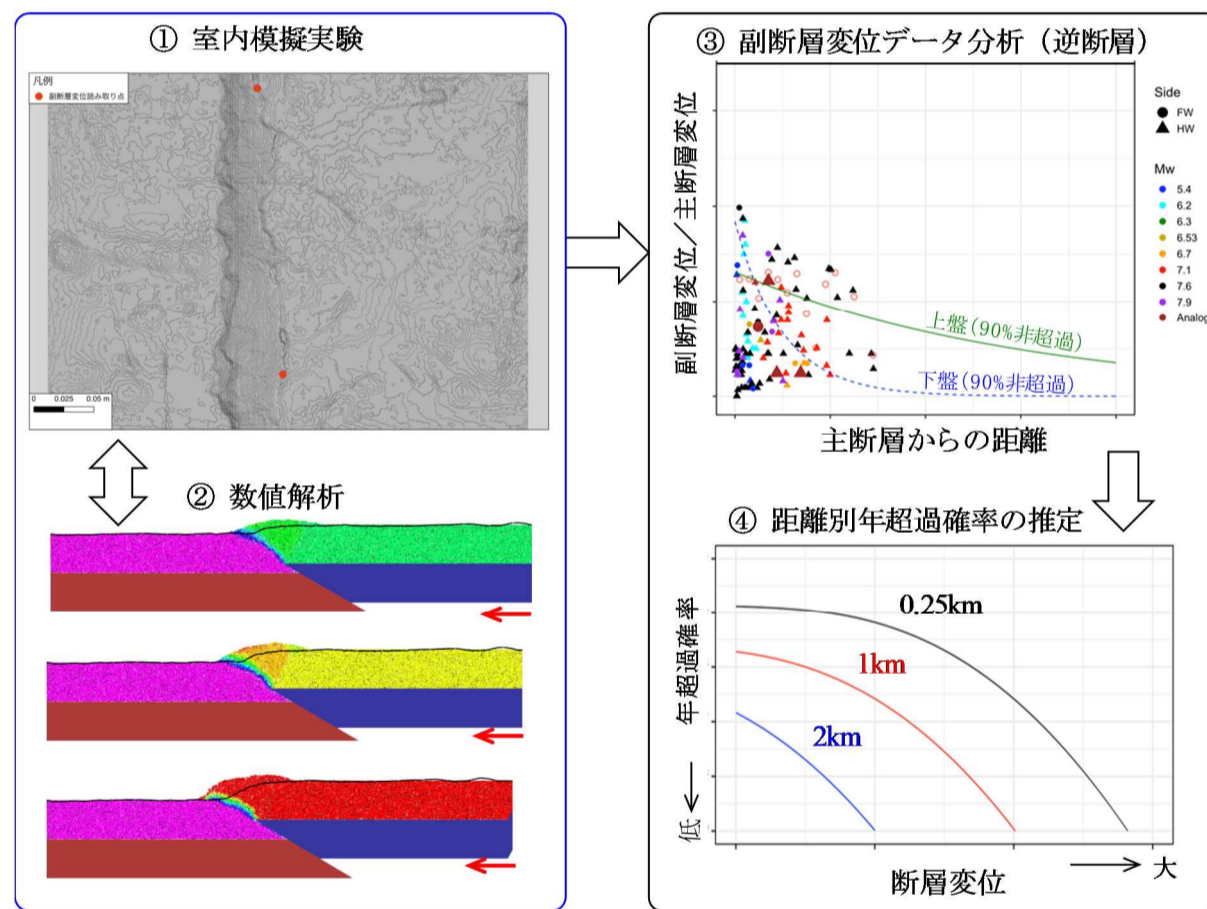 ① 室内模擬実験
凡例
副断層変位読み取り点
0 0.025 0.05 m
② 数値解析
③ 副断層変位データ分析（逆断層）
副断層変位／主断層変位
Side
FW
HW
Mw
5.4
6.2
6.3
6.53
6.7
7.1
7.6
7.9
Analog
上盤(90%非超過)
下盤(90%非超過)
主断層からの距離
④ 距離別年超過確率の推定
年超過確率
低←
0.25km
1km
2km
断層変位
→大